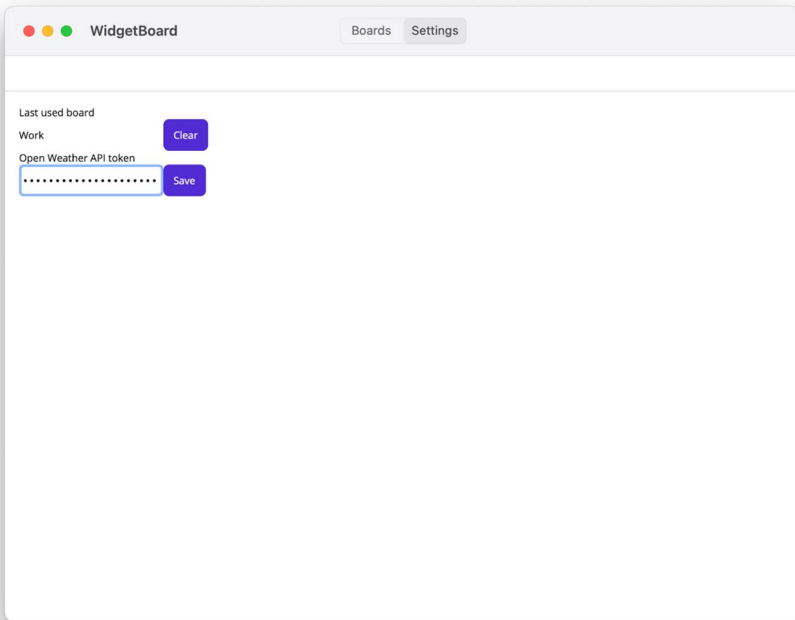 WidgetBoard Boards Settings
Last used board
Work Clear
Open Weather API token
••••••••••••••••••••• Save